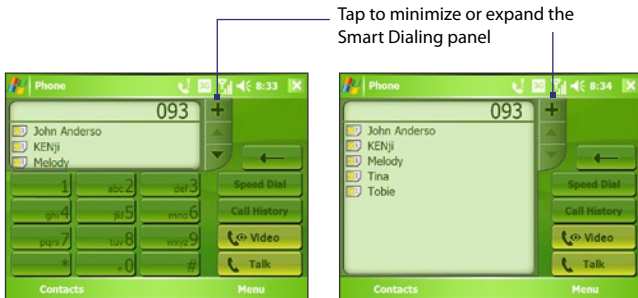 Tap to minimize or expand the
Smart Dialing panel
Phone 3G 8:33
093
John Anderso
KENji
Melody
1 abc2 def3
ghi4 jkl5 mno6
pqrs7 tuv8 wxyz9
* +0 #
Speed Dial
Call History
Video
Talk
Contacts Menu
Phone 3G 8:34
093
John Anderso
KENji
Melody
Tina
Tobie
Speed Dial
Call History
Video
Talk
Contacts Menu